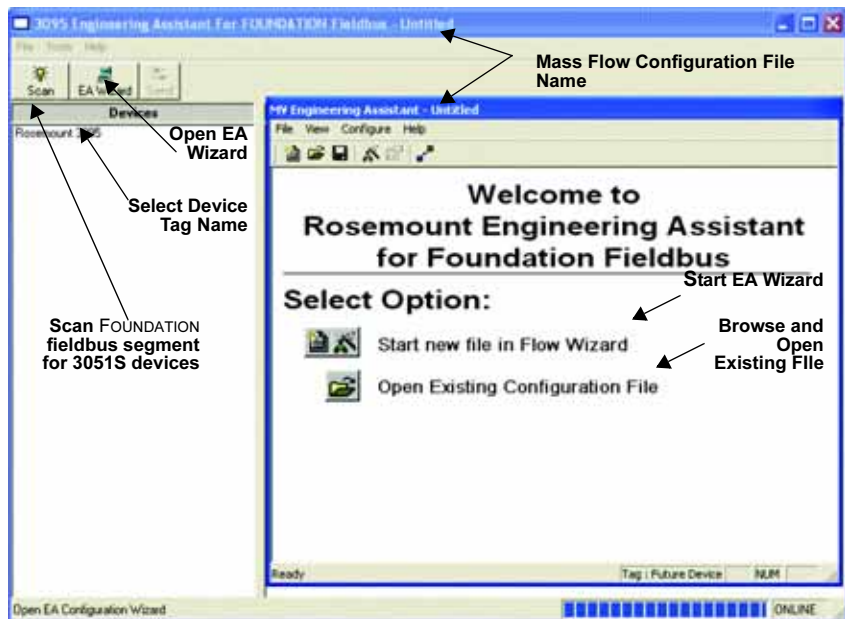 3095 Engineering Assistant For FOUNDATION Fieldbus - Untitled
File Tools Help
Mass Flow Configuration File
Name
Scan
EA Wizard
Send
Devices
Rosemount 3095
Open EA
Wizard
Select Device
Tag Name
Scan FOUNDATION
fieldbus segment
for 3051S devices
MV Engineering Assistant - Untitled
File View Configure Help
Welcome to
Rosemount Engineering Assistant
for Foundation Fieldbus
Select Option:
Start EA Wizard
Start new file in Flow Wizard
Browse and
Open
Existing FIle
Open Existing Configuration File
Ready
Tag : Future Device
NUM
Open EA Configuration Wizard
ONLINE